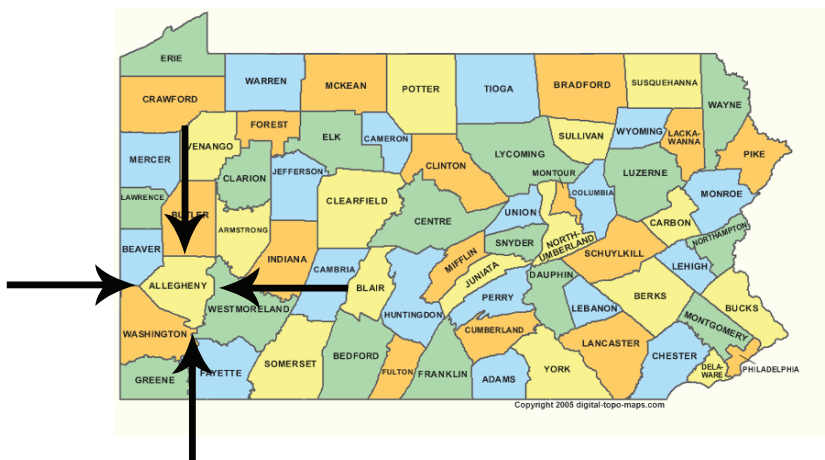 ERIE
CRAWFORD
WARREN
MCKEAN
POTTER
TIOGA
BRADFORD
SUSQUEHANNA
WAYNE
MERCER
VENANGO
FOREST
ELK
CAMERON
CLINTON
LYCOMING
SULLIVAN
WYOMING
LACKA-
WANNA
PIKE
LAWRENCE
BUTLER
CLARION
JEFFERSON
CLEARFIELD
CENTRE
UNION
MONTOUR
COLUMBIA
LUZERNE
MONROE
BEAVER
ARMSTRONG
INDIANA
CAMBRIA
BLAIR
MIFFLIN
SNYDER
NORTH-
UMBERLAND
SCHUYLKILL
CARBON
NORTHAMPTON
ALLEGHENY
WESTMORELAND
HUNTINGDON
JUNIATA
PERRY
DAUPHIN
LEBANON
BERKS
LEHIGH
BUCKS
WASHINGTON
GREENE
FAYETTE
SOMERSET
BEDFORD
FULTON
FRANKLIN
CUMBERLAND
ADAMS
YORK
LANCASTER
CHESTER
MONTGOMERY
DELA-
WARE
PHILADELPHIA
Copyright 2005 digital-topo-maps.com